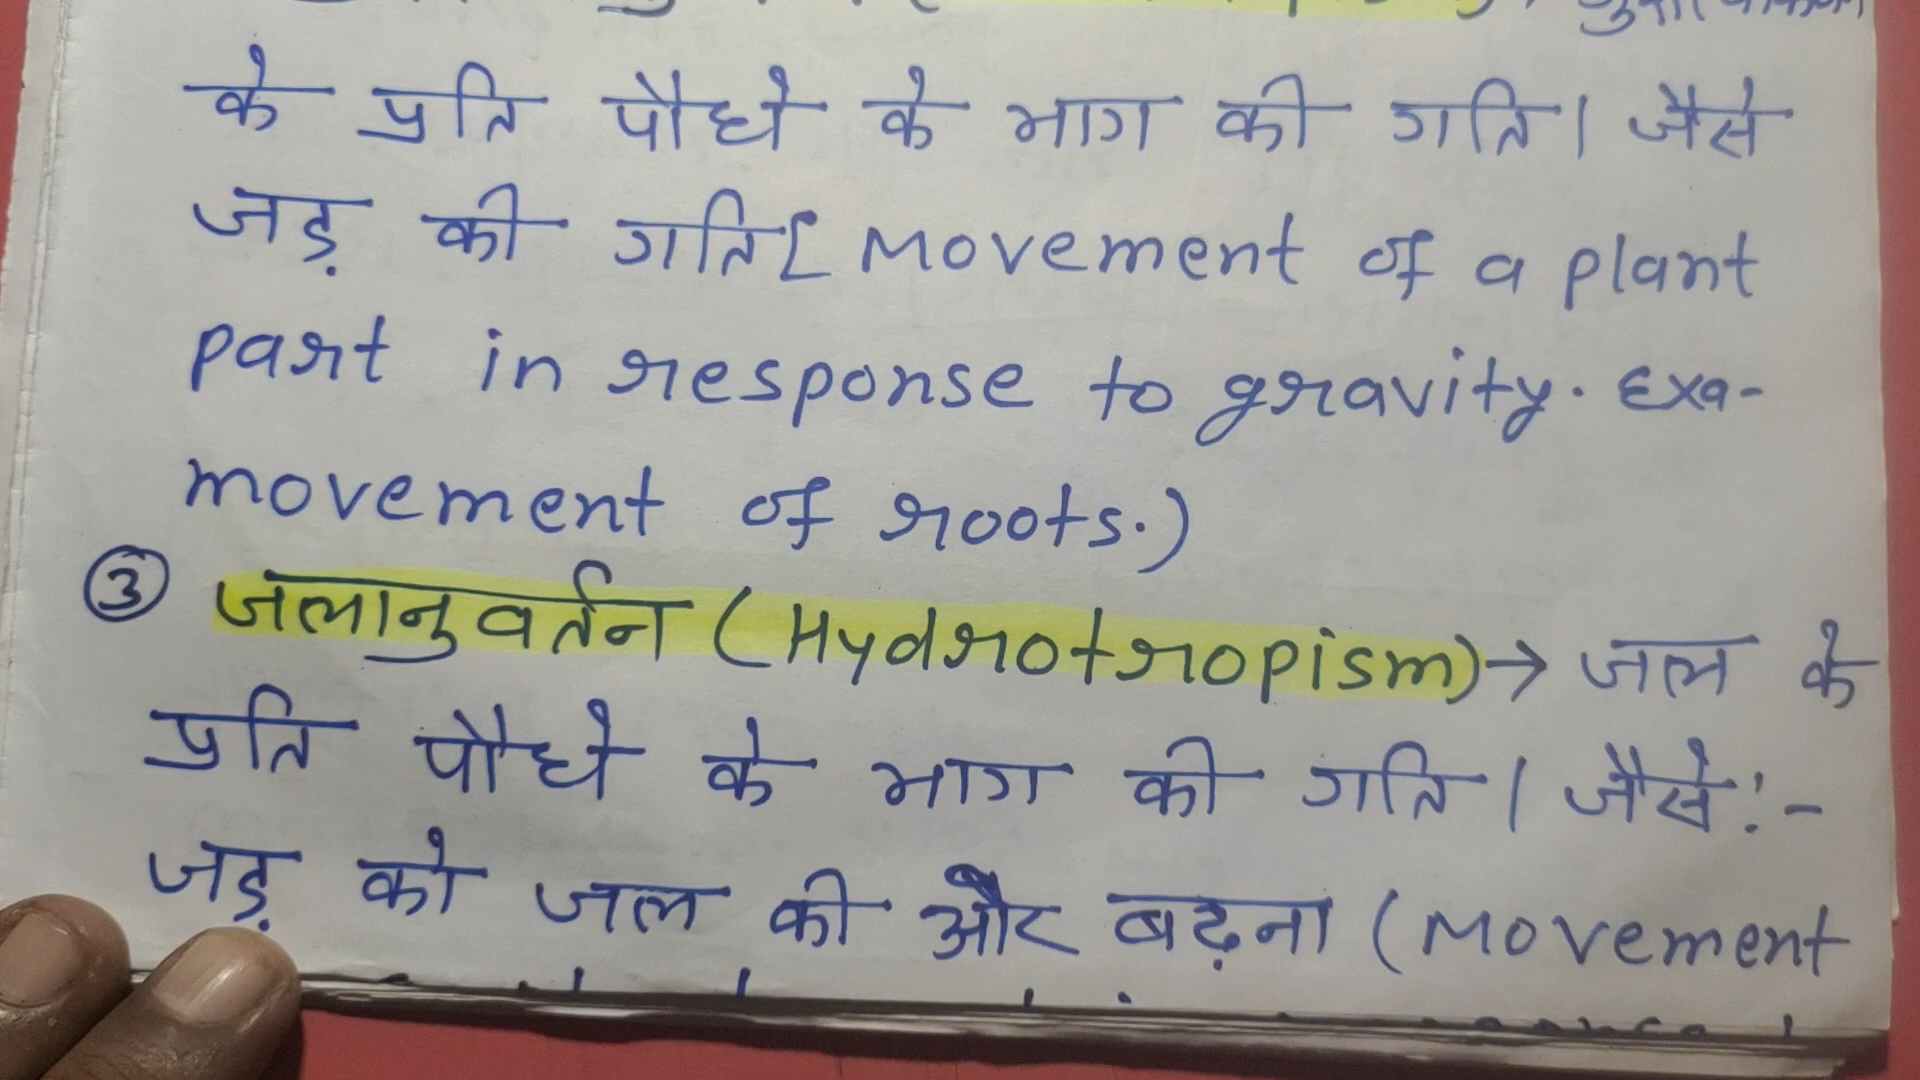 के प्रति पौधे के भाग की गति। जैसे
जड़ की गति[ Movement of a plant
part in response to gravity. Exa-
movement of roots.)
③ जलानुवर्तन (Hydrotropism)→ जल के
प्रति पौधे के भाग की गति। जैसे:-
जड़ को जल की और बढ़ना (Movement